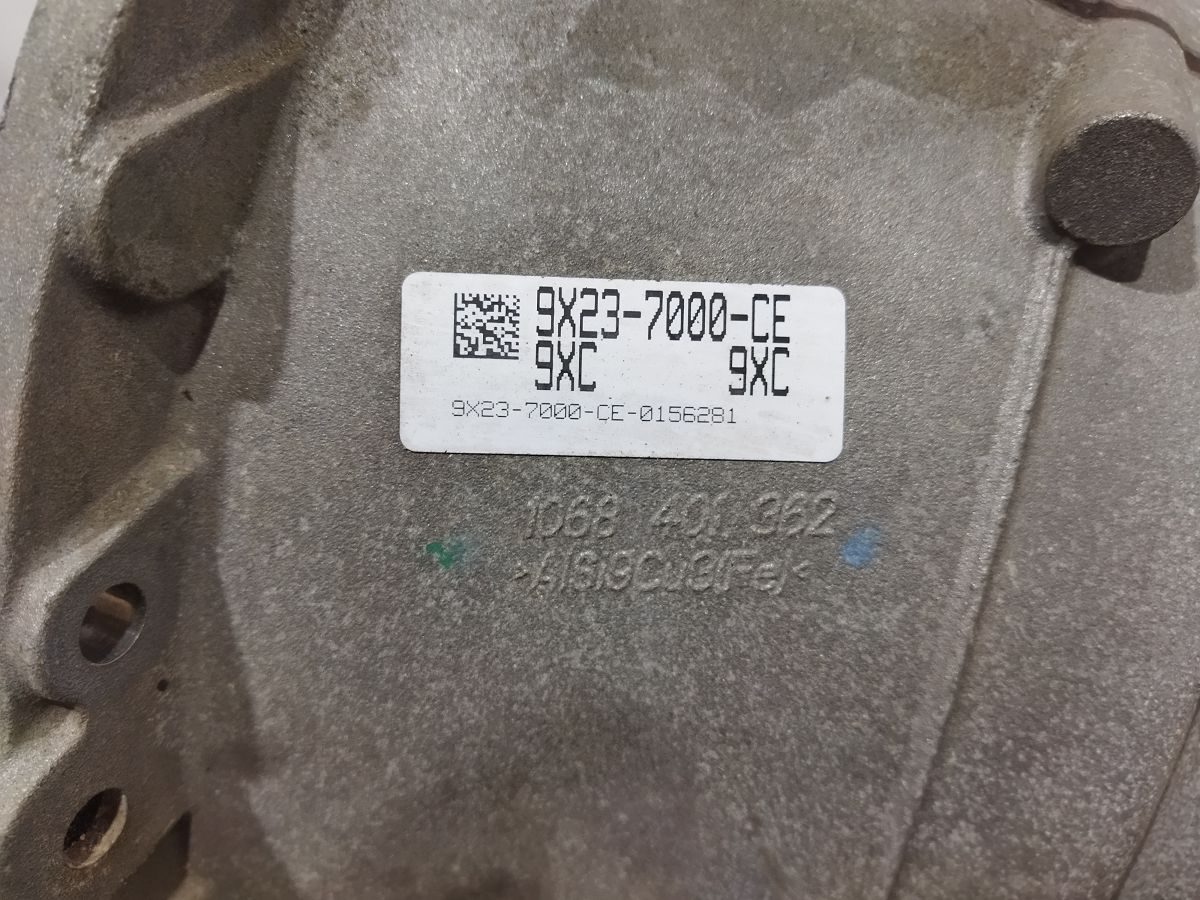 9X23-7000-CE
9XC 9XC
9X23-7000-CE-0156281
1068 401 362
>AlSi9Cu3(Fe)<